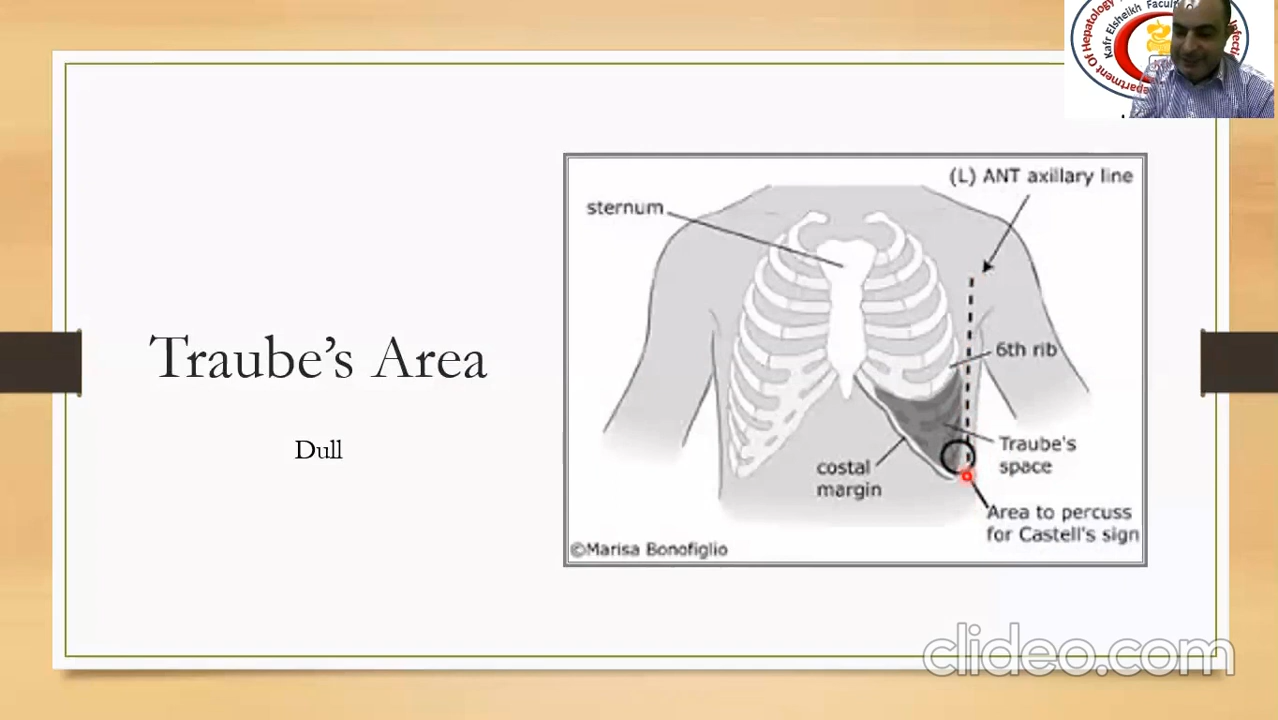 Department Of Hepatology
Kafr Elsheikh
Traube's Area
Dull
(L) ANT axillary line
sternum
6th rib
Traube's
space
costal
margin
Area to percuss
for Castell's sign
©Marisa Bonofiglio
clideo.com